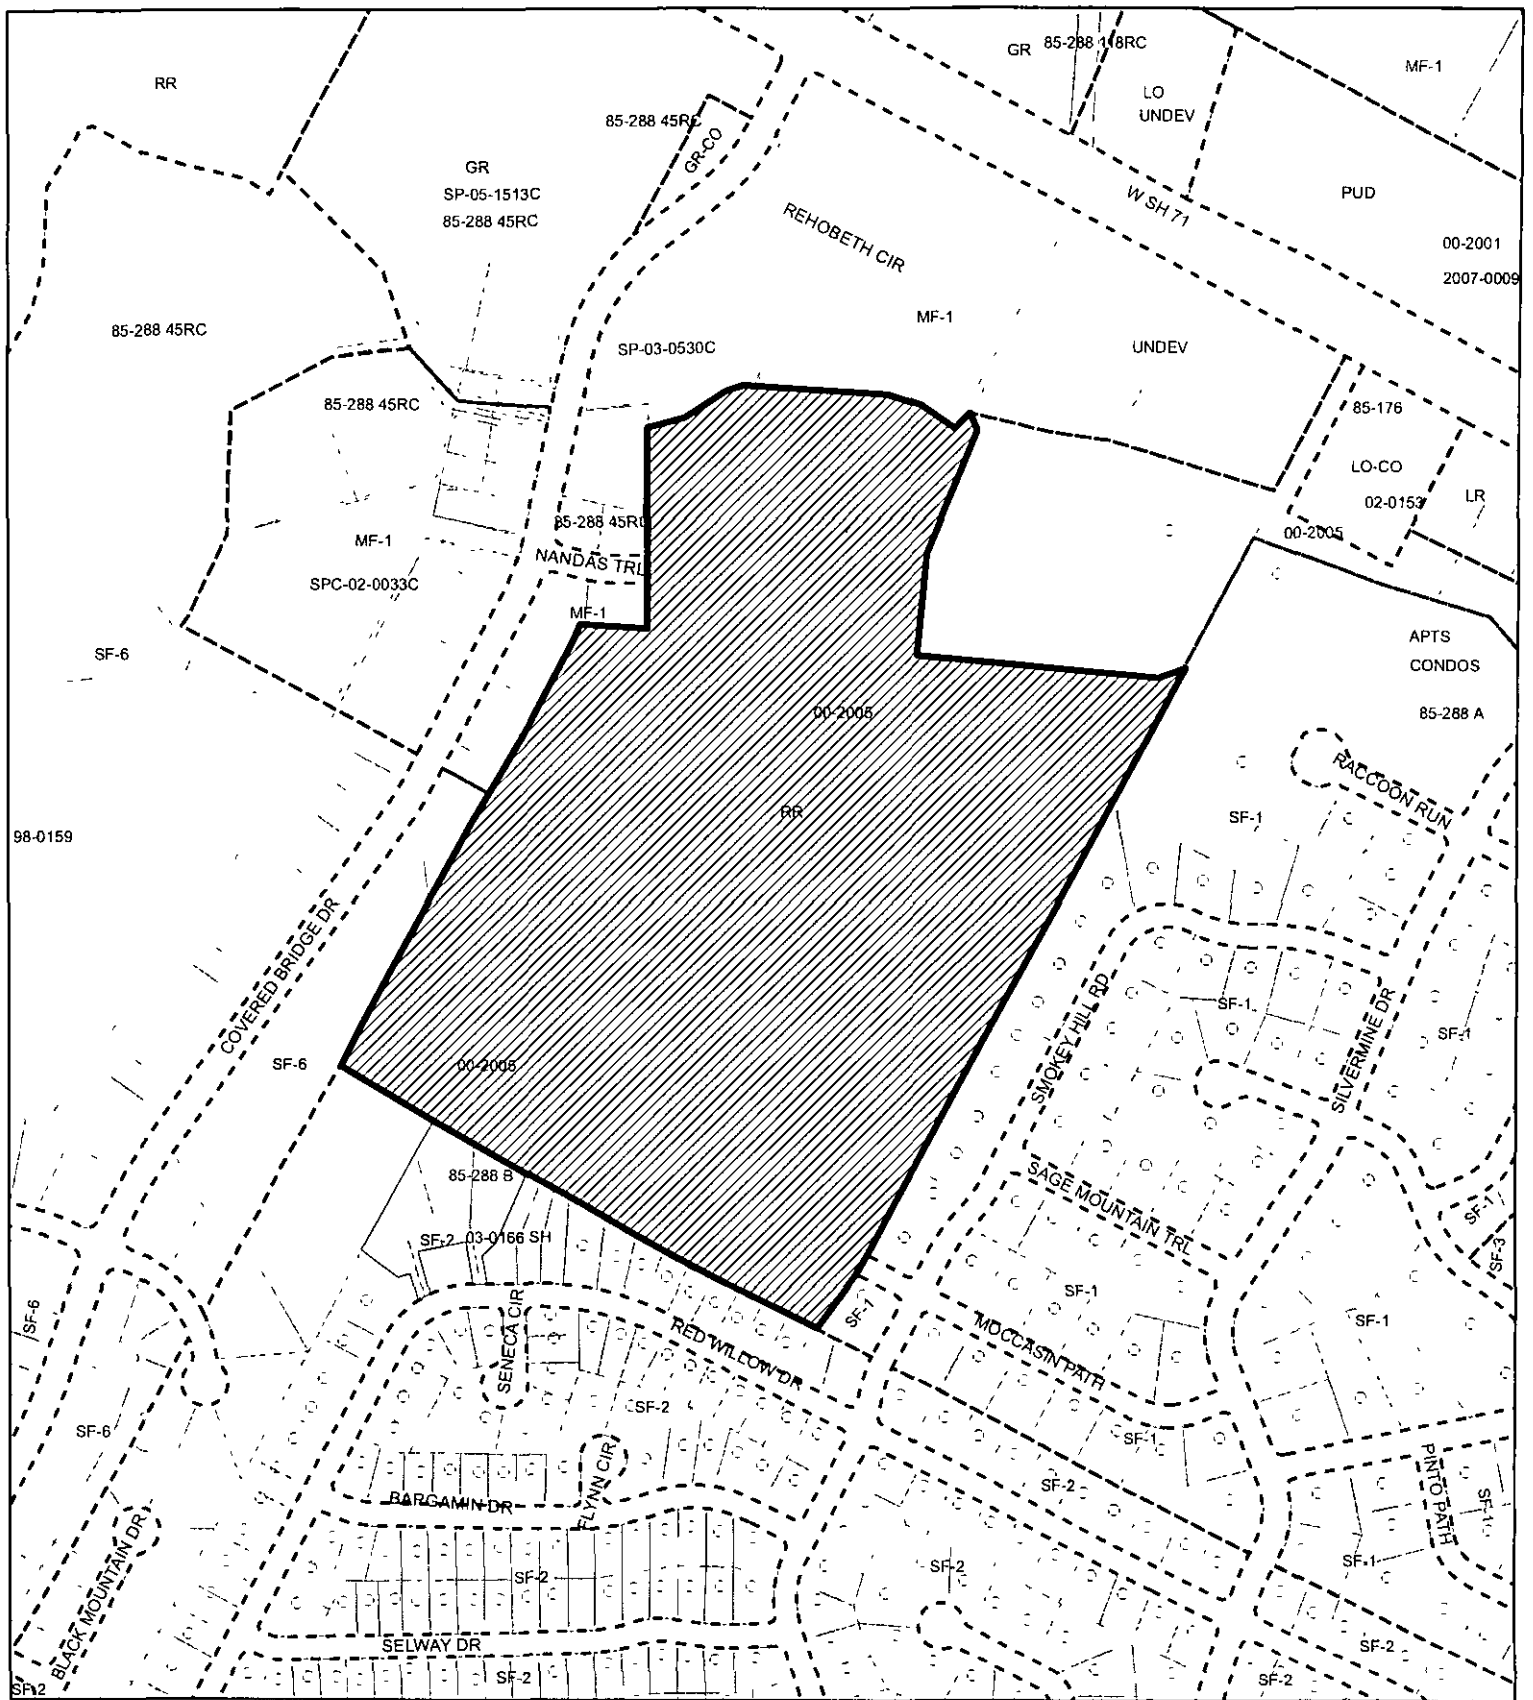 GR
85-288 118RC
MF-1
RR
LO
UNDEV
85-288 45RC
GR-CO
GR
SP-05-1513C
85-288 45RC
PUD
W SH 71
REHOBETH CIR
00-2001
2007-0009
85-288 45RC
MF-1
SP-03-0530C
UNDEV
85-288 45RC
85-176
LO-CO
02-0153
LR
85-288 45RC
00-2005
MF-1
NANDAS TRL
SPC-02-0033C
MF-1
SF-6
APTS
CONDOS
00-2005
85-288 A
RACCOON RUN
RR
SF-1
98-0159
COVERED BRIDGE DR
SMOKEY HILL RD
SF-1
SILVERMINE DR
SF-1
SF-6
00-2005
85-288 B
SAGE MOUNTAIN TRL
SF-1
SF-3
SF-2
03-0166 SH
SF-1
SF-1
SF-6
SENECA CIR
RED WILLOW DR
MOCCASIN PATH
SF-1
SF-2
SF-6
SF-1
FLYNN CIR
SF-2
PINTO PATH
SF-1
BARGAMIN DR
BLACK MOUNTAIN DR
SF-2
SF-2
SF-1
SELWAY DR
SF-2
SF-2
SF-2
SF-2